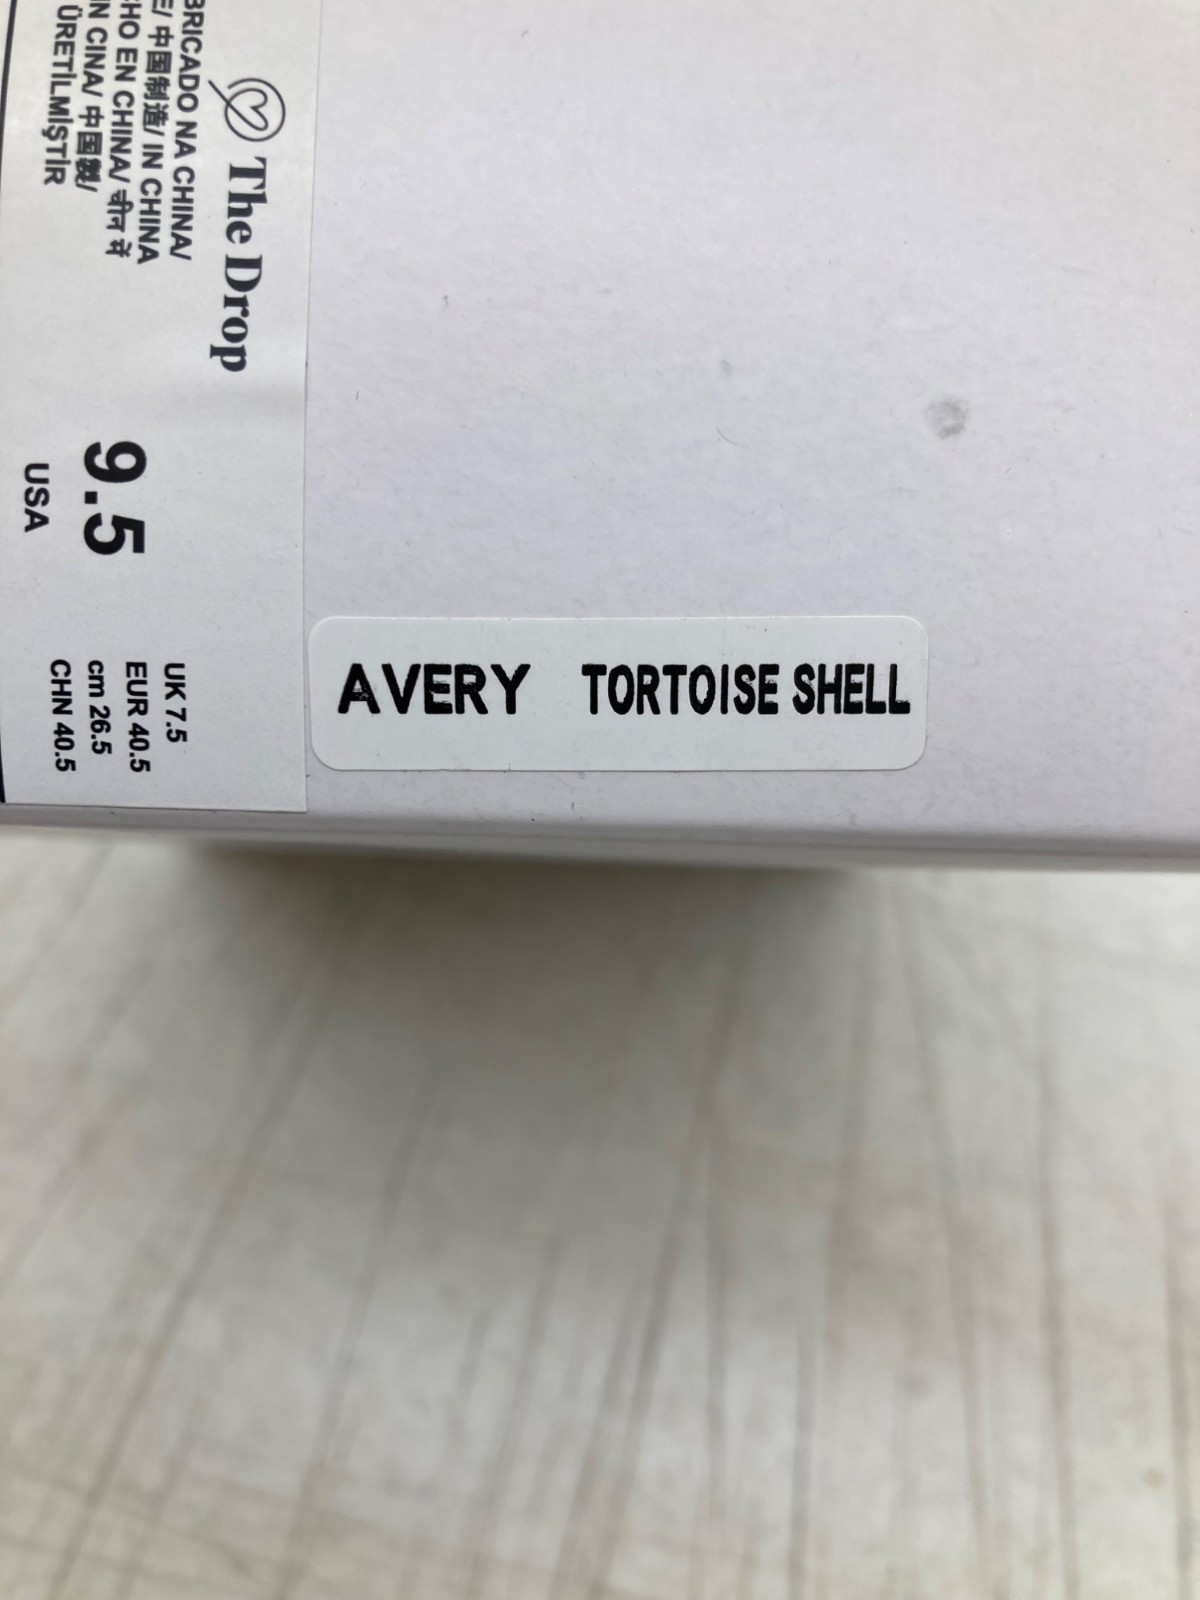 The Drop
BRICADO NA CHINA/
中国制造/ IN CHINA
HO EN CHINA/ चीन में
IN CINA/ 中国製/
ÜRETİLMİŞTİR
9.5
USA
UK 7.5
EUR 40.5
cm 26.5
CHN 40.5
AVERY TORTOISE SHELL